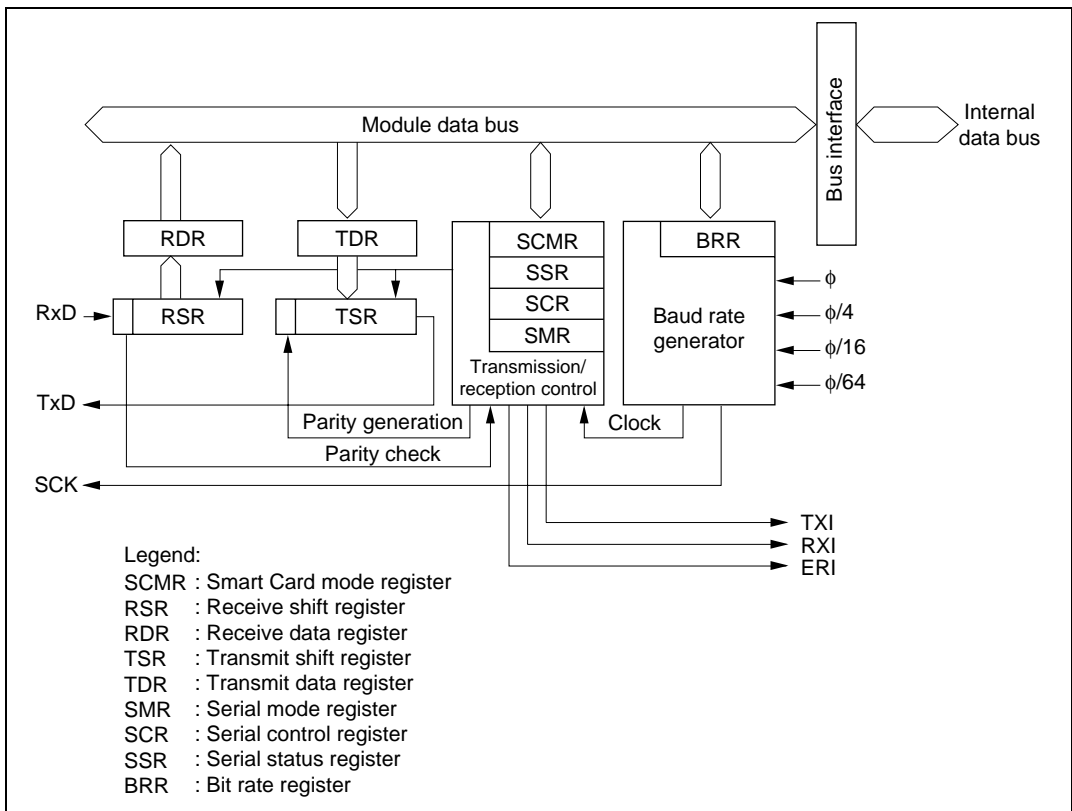 Module data bus
Bus interface
Internal
data bus
RDR
TDR
SCMR
SSR
SCR
SMR
Transmission/
reception control
BRR
Baud rate
generator
RxD
RSR
TSR
ϕ
ϕ/4
ϕ/16
ϕ/64
TxD
Parity generation
Clock
Parity check
SCK
TXI
RXI
ERI
Legend:
SCMR : Smart Card mode register
RSR : Receive shift register
RDR : Receive data register
TSR : Transmit shift register
TDR : Transmit data register
SMR : Serial mode register
SCR : Serial control register
SSR : Serial status register
BRR : Bit rate register